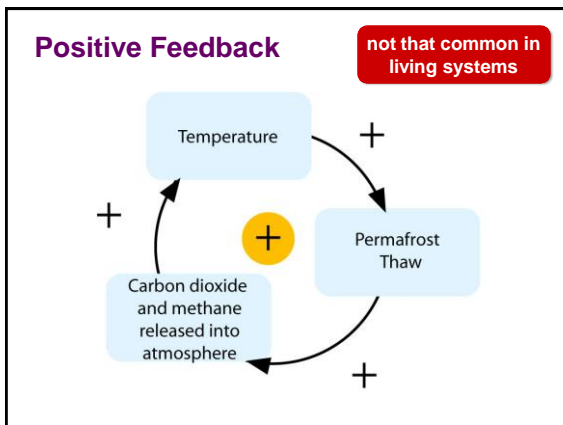 Positive Feedback
not that common in
living systems
Temperature
+
+
+
Permafrost
Thaw
Carbon dioxide
and methane
released into
atmosphere
+